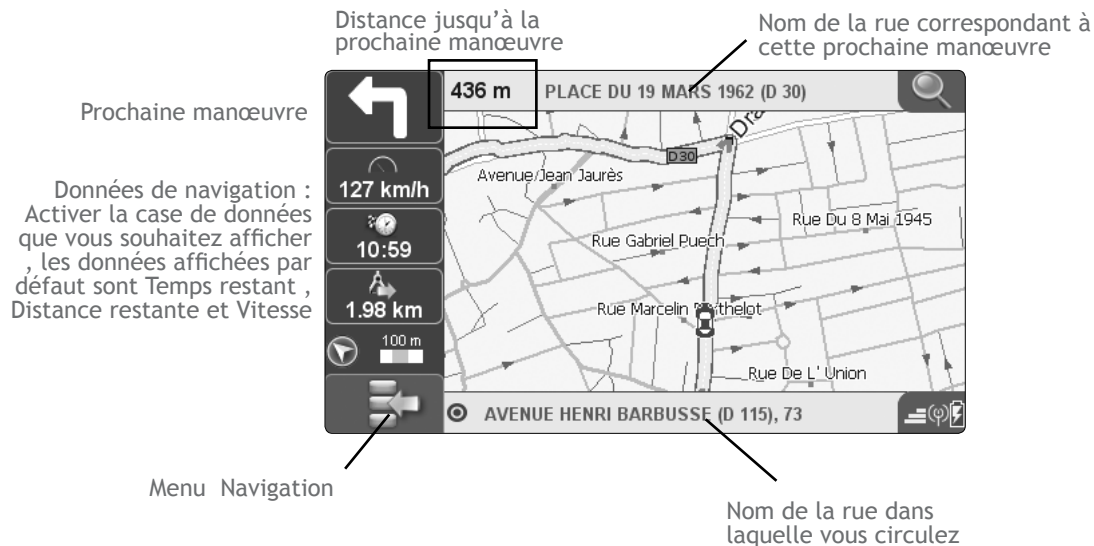 Distance jusqu'à la
prochaine manœuvre
Nom de la rue correspondant à
cette prochaine manœuvre
Prochaine manœuvre
436 m
PLACE DU 19 MARS 1962 (D 30)
Dra
D30
Données de navigation :
Activer la case de données
que vous souhaitez afficher
, les données affichées par
défaut sont Temps restant ,
Distance restante et Vitesse
127 km/h
10:59
1.98 km
100 m
Avenue Jean Jaurès
Rue Du 8 Mai 1945
Rue Gabriel Puech
Rue Marcelin thelot
Rue De L' Union
AVENUE HENRI BARBUSSE (D 115), 73
Menu Navigation
Nom de la rue dans
laquelle vous circulez